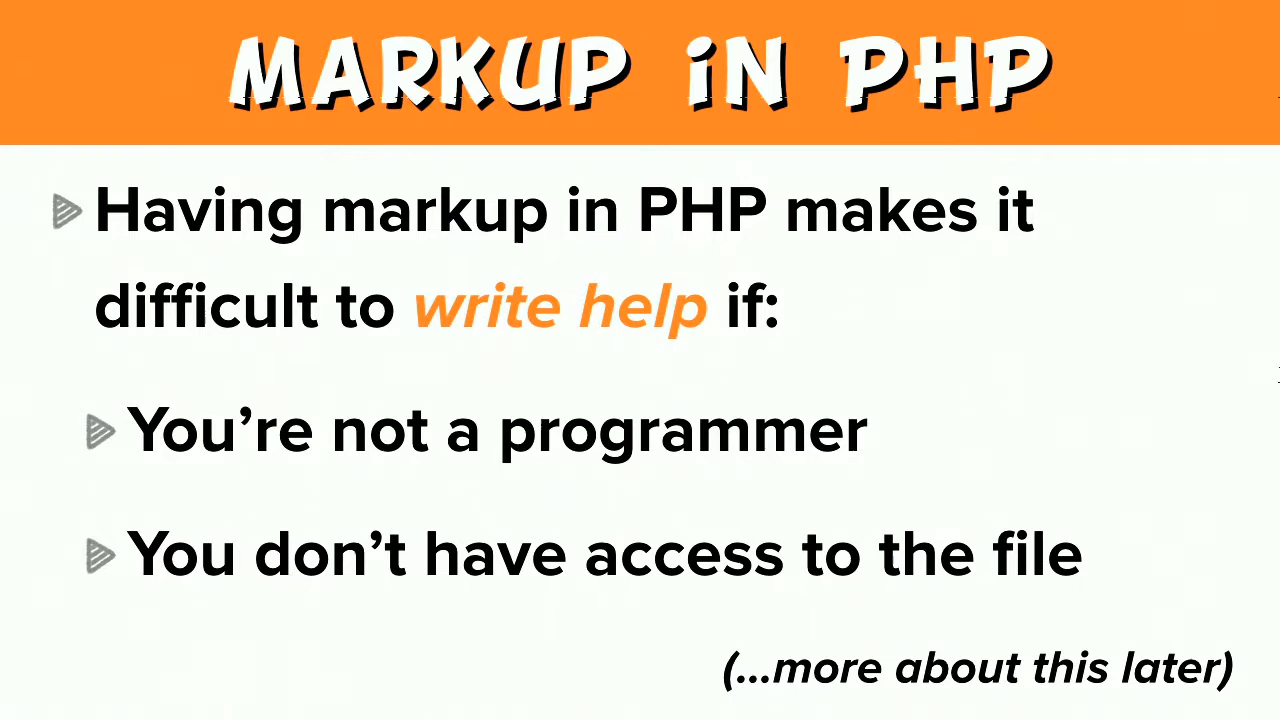 MARKUP iN PHP
Having markup in PHP makes it
difficult to write help if:
You’re not a programmer
You don’t have access to the file
(...more about this later)